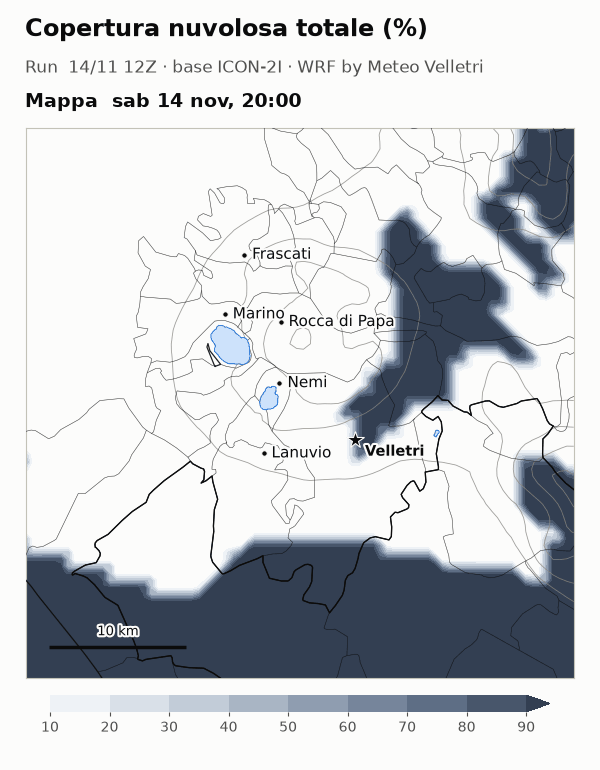 Copertura nuvolosa totale (%)
Run 14/11 12Z · base ICON-2I · WRF by Meteo Velletri
Mappa sab 14 nov, 20:00
Frascati
Marino
Rocca di Papa
Nemi
Velletri
Lanuvio
10 km
10 20 30 40 50 60 70 80 90